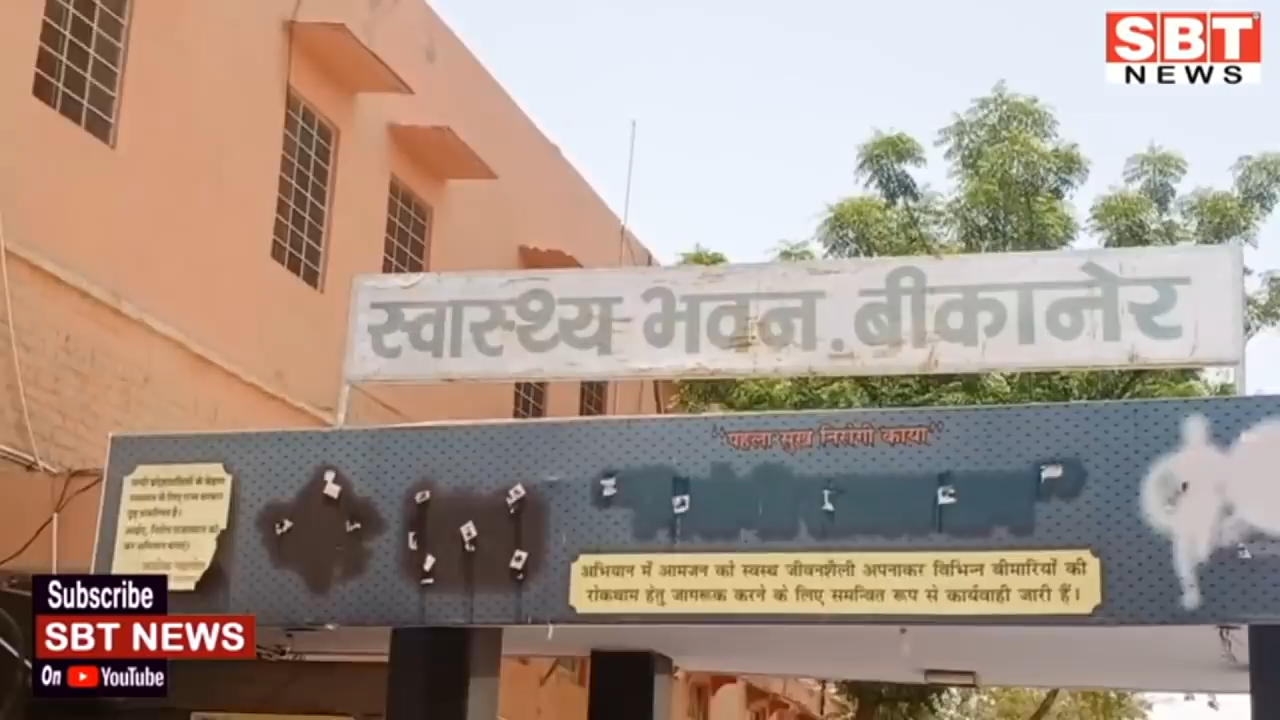 SBT
NEWS
स्वास्थ्य भवन. बीकानेर
"पहला सुख निरोगी काया"
अभियान में आमजन को स्वस्थ जीवनशैली अपनाकर विभिन्न बीमारियों की
रोकथाम हेतु जागरूक करने के लिए समन्वित रूप से कार्यवाही जारी हैं।
Subscribe
SBT NEWS
On YouTube